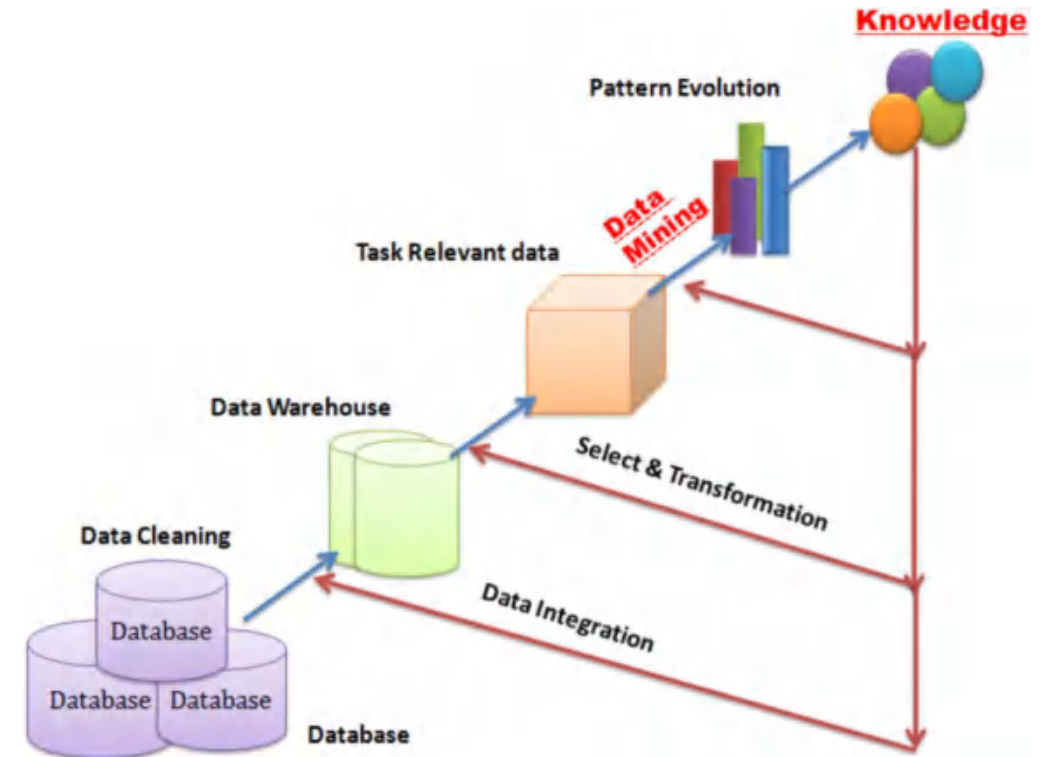 Knowledge
Pattern Evolution
Data
Mining
Task Relevant data
Data Warehouse
Select & Transformation
Data Cleaning
Data Integration
Database
Database
Database
Database